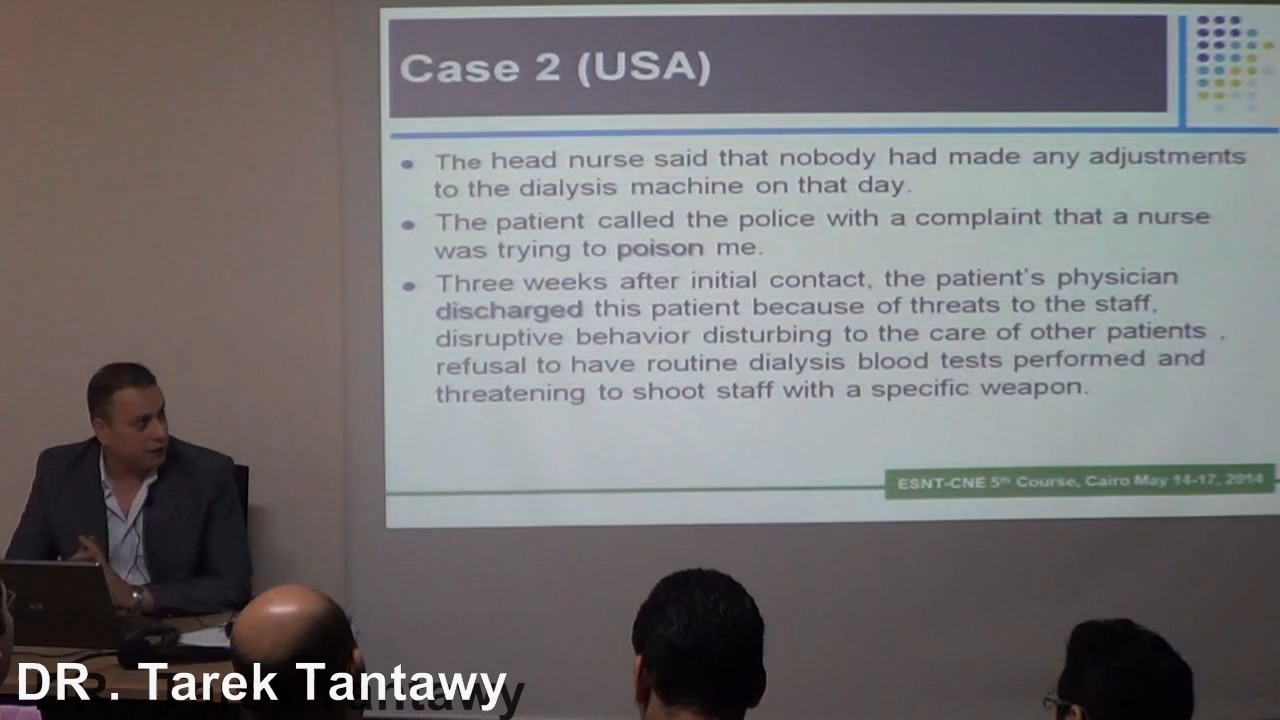 Case 2 (USA)
The head nurse said that nobody had made any adjustments
to the dialysis machine on that day.
The patient called the police with a complaint that a nurse
was trying to poison me.
Three weeks after initial contact, the patient's physician
discharged this patient because of threats to the staff,
disruptive behavior disturbing to the care of other patients ,
refusal to have routine dialysis blood tests performed and
threatening to shoot staff with a specific weapon.
ESNT-CNE 5th Course, Cairo May 14-17, 2014
DR . Tarek Tantawy